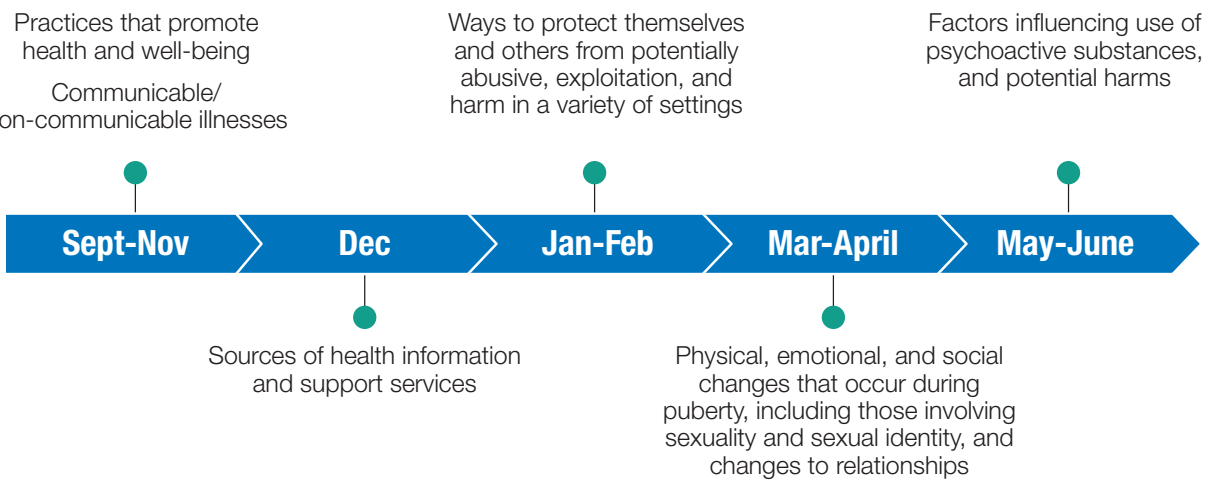 Practices that promote
health and well-being
Communicable/
on-communicable illnesses
Ways to protect themselves
and others from potentially
abusive, exploitation, and
harm in a variety of settings
Factors influencing use of
psychoactive substances,
and potential harms
Sept-Nov
Dec
Jan-Feb
Mar-April
May-June
Sources of health information
and support services
Physical, emotional, and social
changes that occur during
puberty, including those involving
sexuality and sexual identity, and
changes to relationships